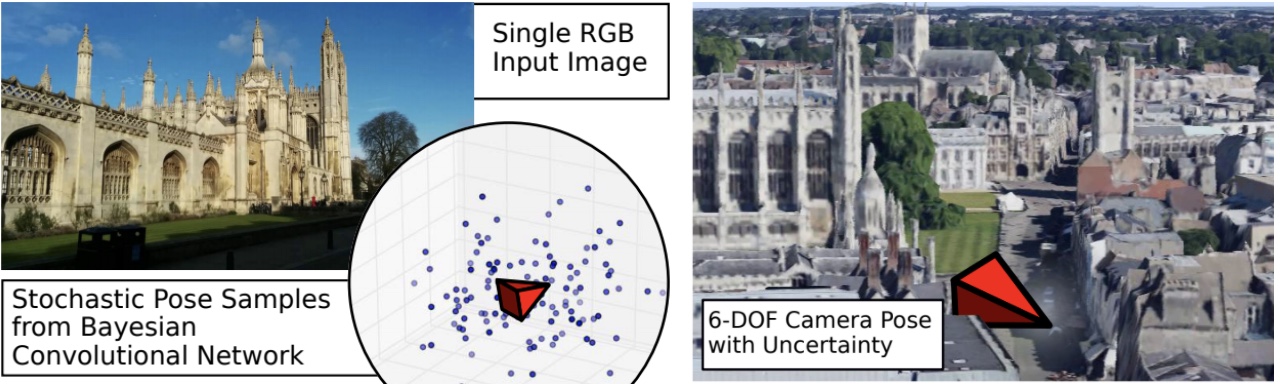 Single RGB
Input Image
Stochastic Pose Samples
from Bayesian
Convolutional Network
6-DOF Camera Pose
with Uncertainty